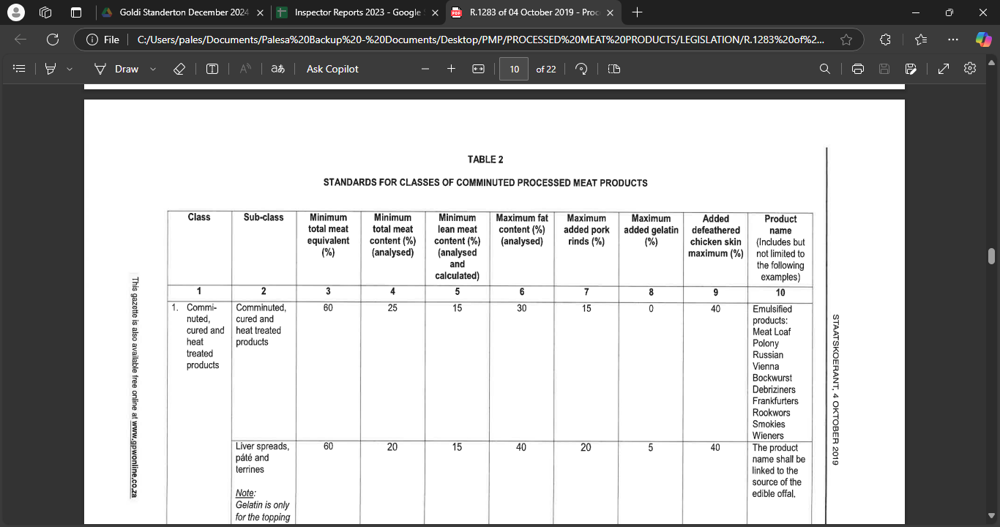 Goldi Standerton December 2024
Inspector Reports 2023 - Google
R.1283 of 04 October 2019 - Proc
File
C:/Users/pales/Documents/Palesa%20Backup%20-%20Documents/Desktop/PMP/PROCESSED%20MEAT%20PRODUCTS/LEGISLATION/R.1283%20of%2...
Draw
Ask Copilot
10 of 22
TABLE 2
STANDARDS FOR CLASSES OF COMMINUTED PROCESSED MEAT PRODUCTS
Class
Sub-class
Minimum
total meat
equivalent
(%)
Minimum
total meat
content (%)
(analysed)
Minimum
lean meat
content (%)
(analysed
and
calculated)
Maximum fat
content (%)
(analysed)
Maximum
added pork
rinds (%)
Maximum
added gelatin
(%)
Added
defeathered
chicken skin
maximum (%)
Product
name
(Includes but
not limited to
the following
examples)
1 2 3 4 5 6 7 8 9 10
1. Commi-
nuted,
cured and
heat
treated
products
Comminuted,
cured and
heat treated
products
60 25 15 30 15 0 40
Emulsified
products:
Meat Loaf
Polony
Russian
Vienna
Bockwurst
Debriziners
Frankfurters
Rookwors
Smokies
Wieners
Liver spreads,
páté and
terrines
Note:
Gelatin is only
for the topping
60 20 15 40 20 5 40
The product
name shall be
linked to the
source of the
edible offal.
This gazette is also available free online at www.gpwonline.co.za
STAATSKOERANT, 4 OKTOBER 2019